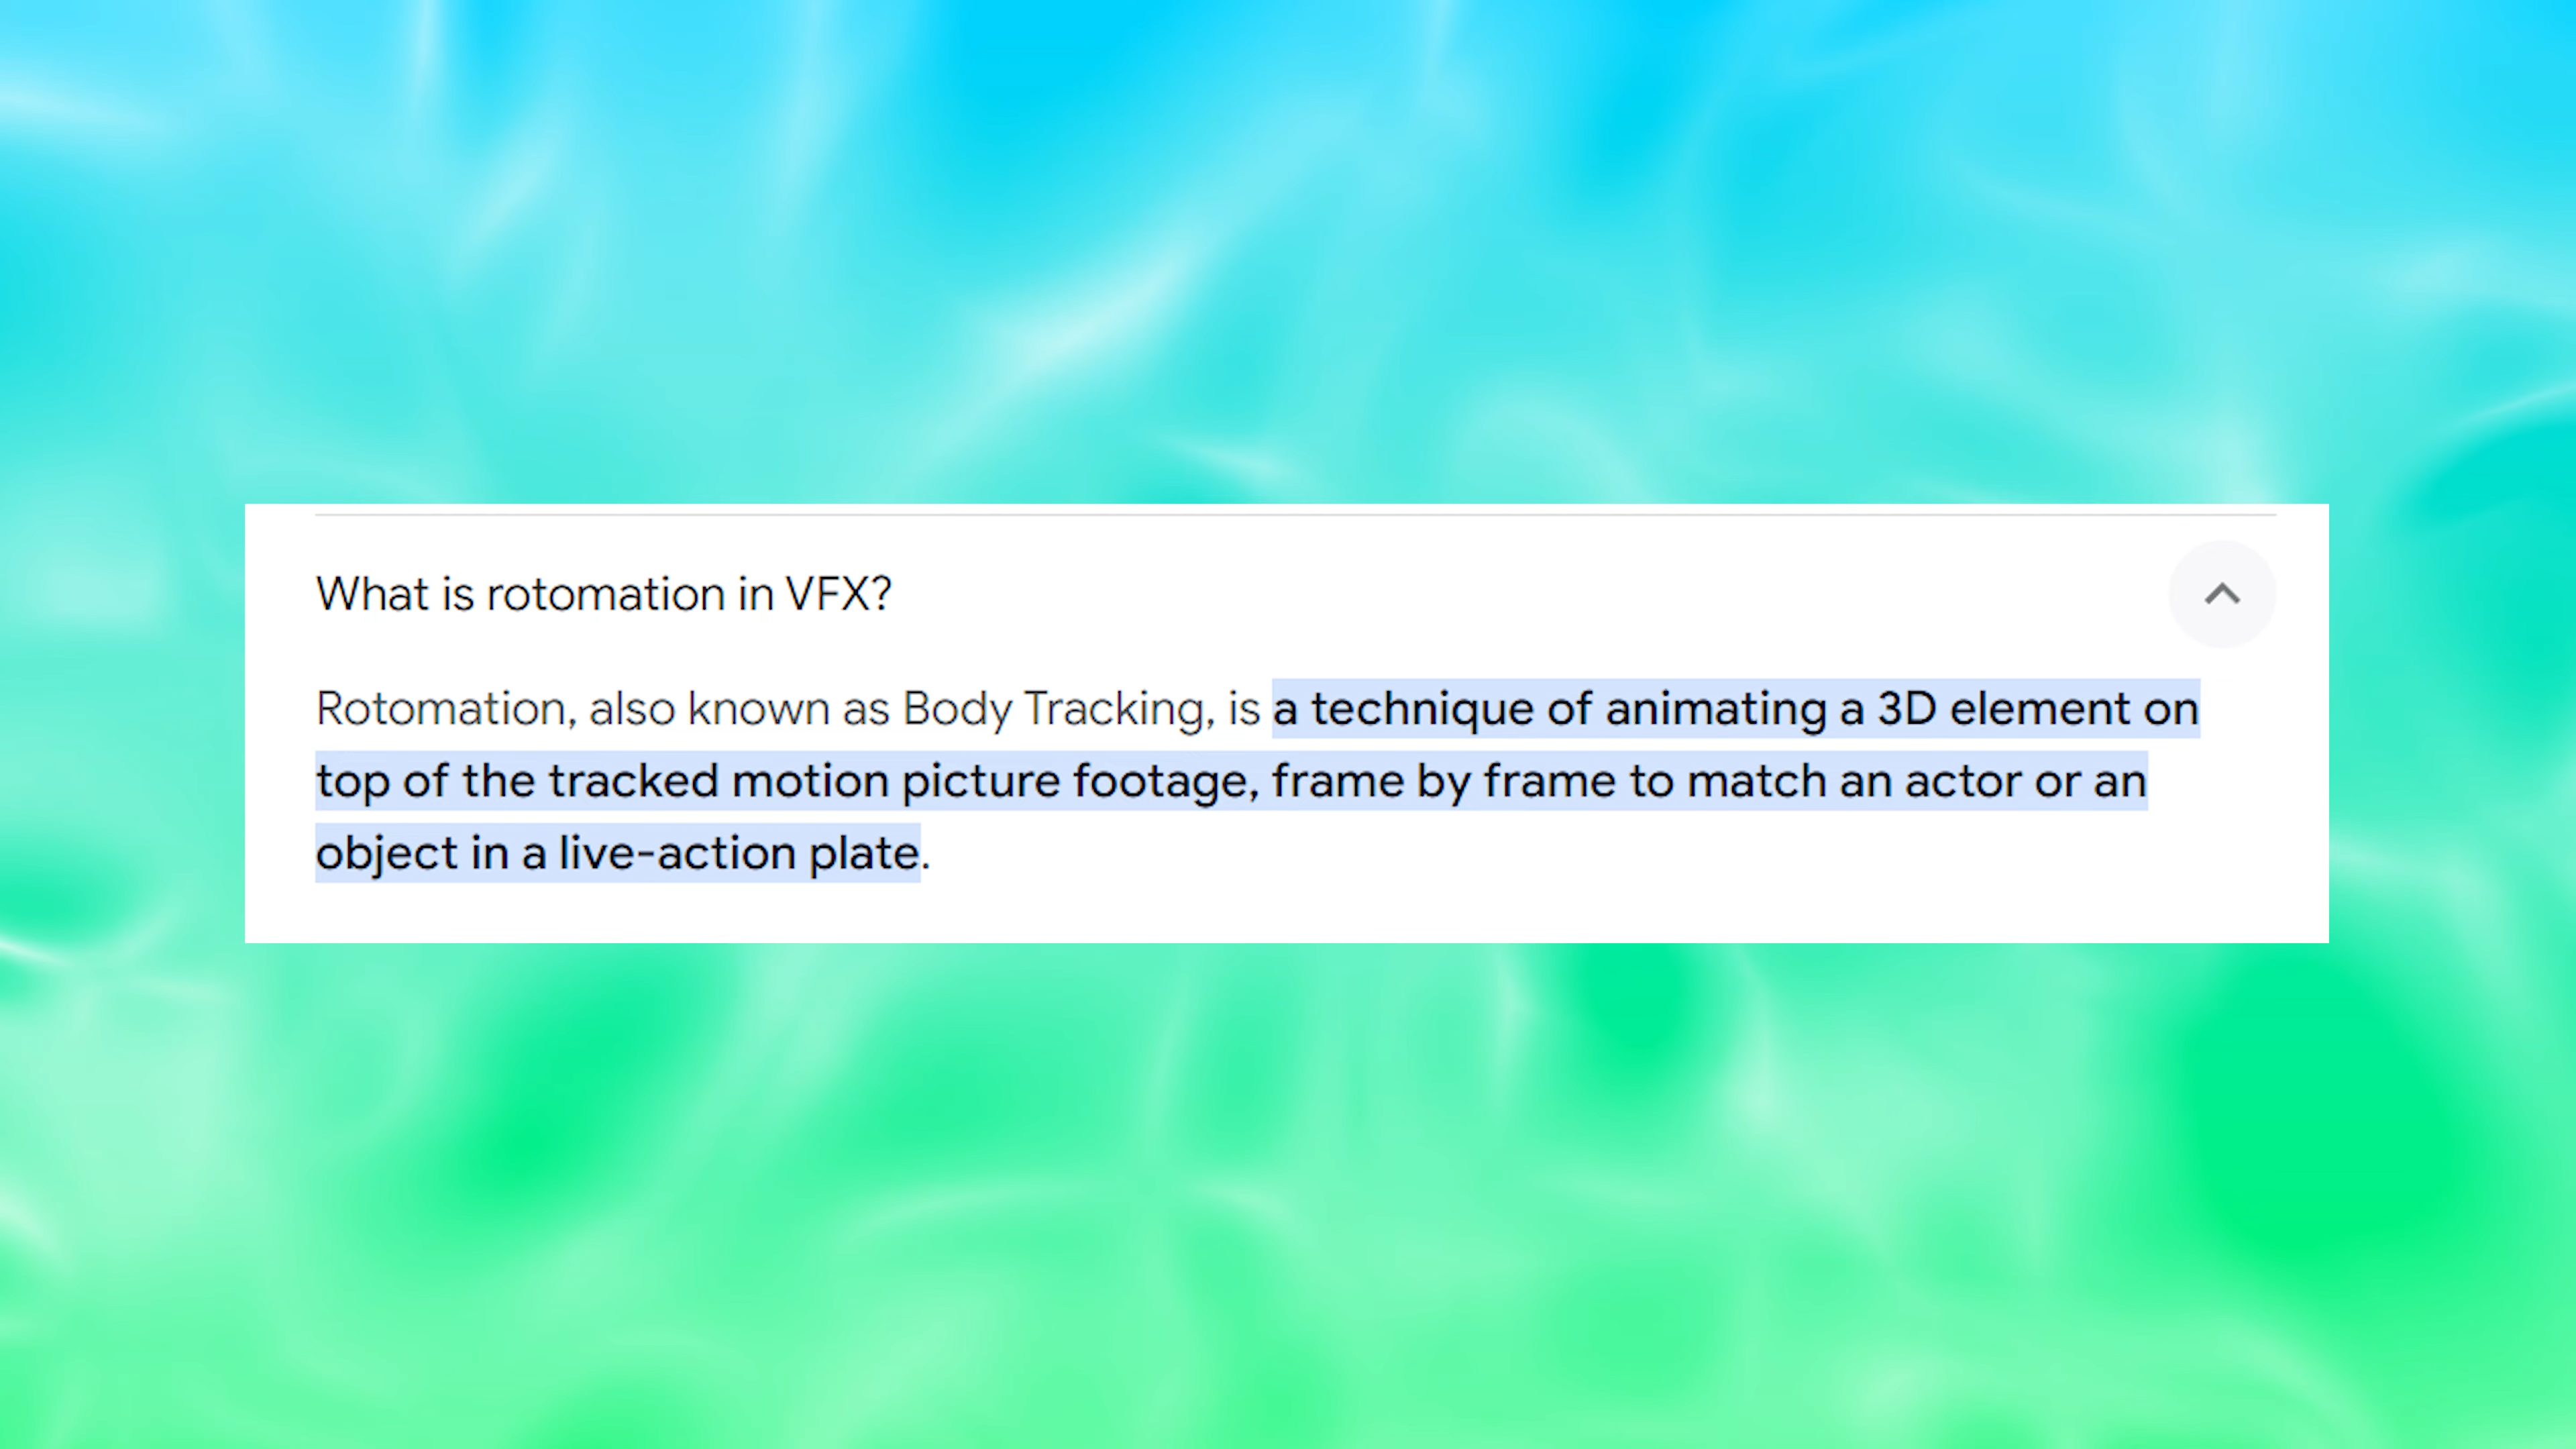 What is rotomation in VFX?
Rotomation, also known as Body Tracking, is a technique of animating a 3D element on
top of the tracked motion picture footage, frame by frame to match an actor or an
object in a live-action plate.